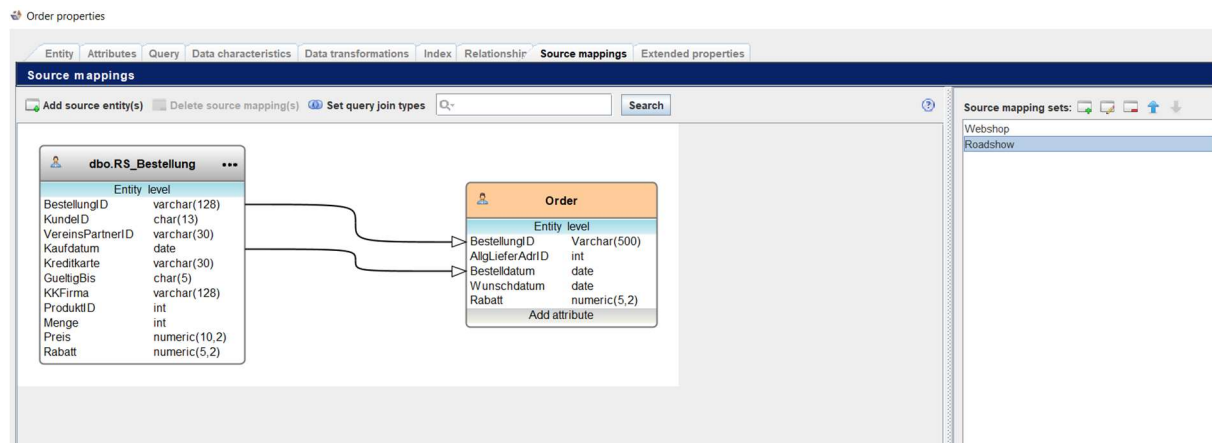 Order properties
Entity Attributes Query Data characteristics Data transformations Index Relationship Source mappings Extended properties
Source mappings
Add source entity(s) Delete source mapping(s) Set query join types Search
Source mapping sets:
Webshop
Roadshow
dbo.RS_Bestellung •••
Entity level
BestellungID varchar(128)
KundeID char(13)
VereinsPartnerID varchar(30)
Kaufdatum date
Kreditkarte varchar(30)
GueltigBis char(5)
KKFirma varchar(128)
ProduktID int
Menge int
Preis numeric(10,2)
Rabatt numeric(5,2)
Order
Entity level
BestellungID Varchar(500)
AllgLieferAdrID int
Bestelldatum date
Wunschdatum date
Rabatt numeric(5,2)
Add attribute